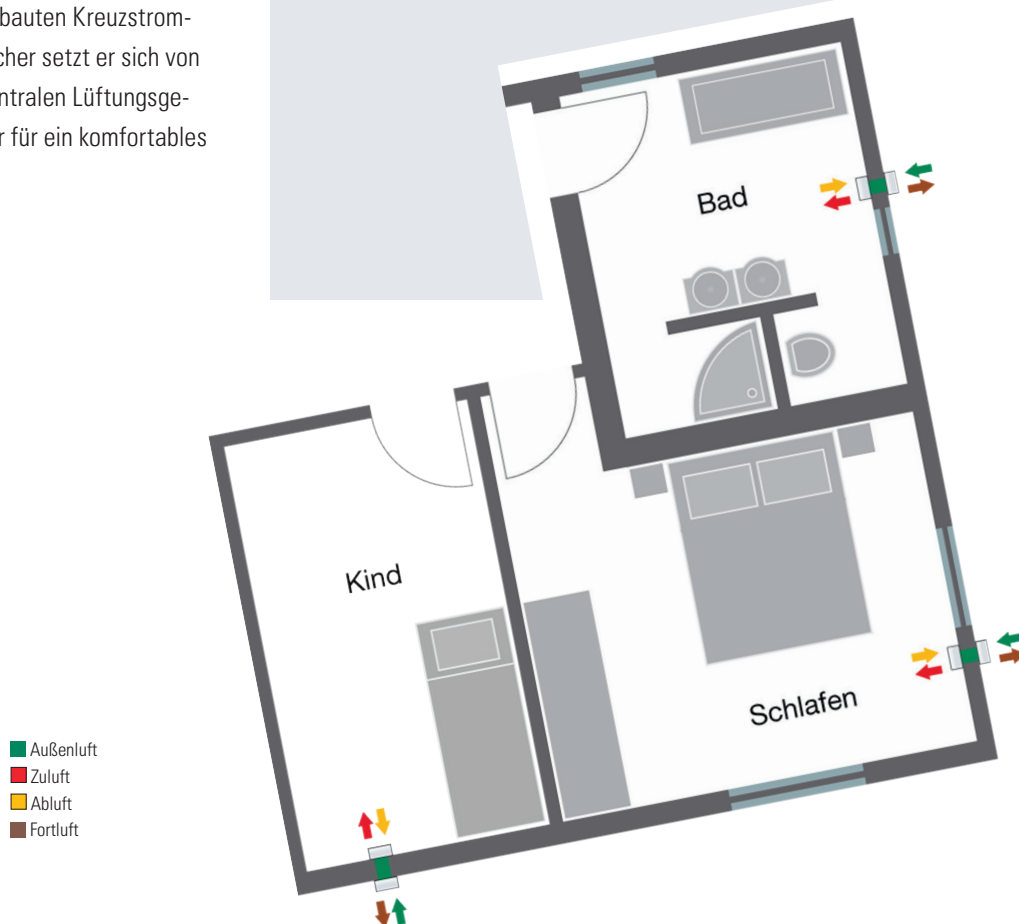 bauten Kreuzstrom-
cher setzt er sich von
ntralen Lüftungsge-
r für ein komfortables
Bad
Kind
Schlafen
Außenluft
Zuluft
Abluft
Fortluft